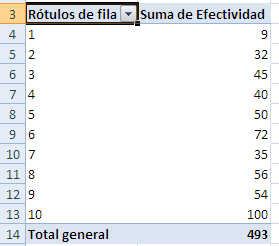 3 Rótulos de fila Suma de Efectividad
4 1 9
5 2 32
6 3 45
7 4 40
8 5 50
9 6 72
10 7 35
11 8 56
12 9 54
13 10 100
14 Total general 493